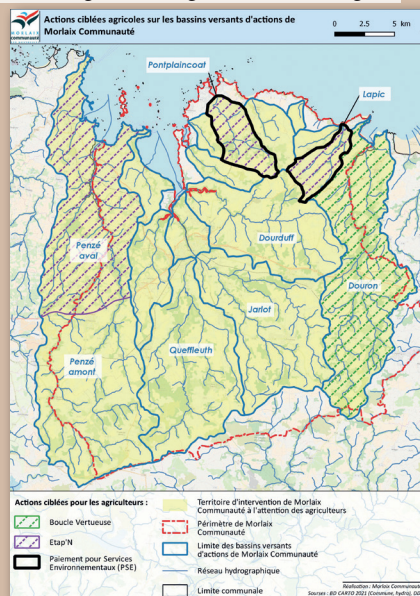 MORLAIX
communauté
Actions ciblées agricoles sur les bassins versants d'actions de
Morlaix Communauté
0 2.5 5 km
Pontplaincoat
Lapic
Penzé
aval
Dourduff
Douron
Jarlot
Queffleuth
Penzé
amont
Actions ciblées pour les agriculteurs :
Boucle Vertueuse
Etap'N
Paiement pour Services
Environnementaux (PSE)
Territoire d'intervention de Morlaix
Communauté à l'attention des agriculteurs
Périmètre de Morlaix
Communauté
Limite des bassins versants
d'actions de Morlaix Communauté
Réseau hydrographique
Limite communale
Réalisation : Morlaix Communauté
Sources : BD CARTO 2021 (Commune, hydro),